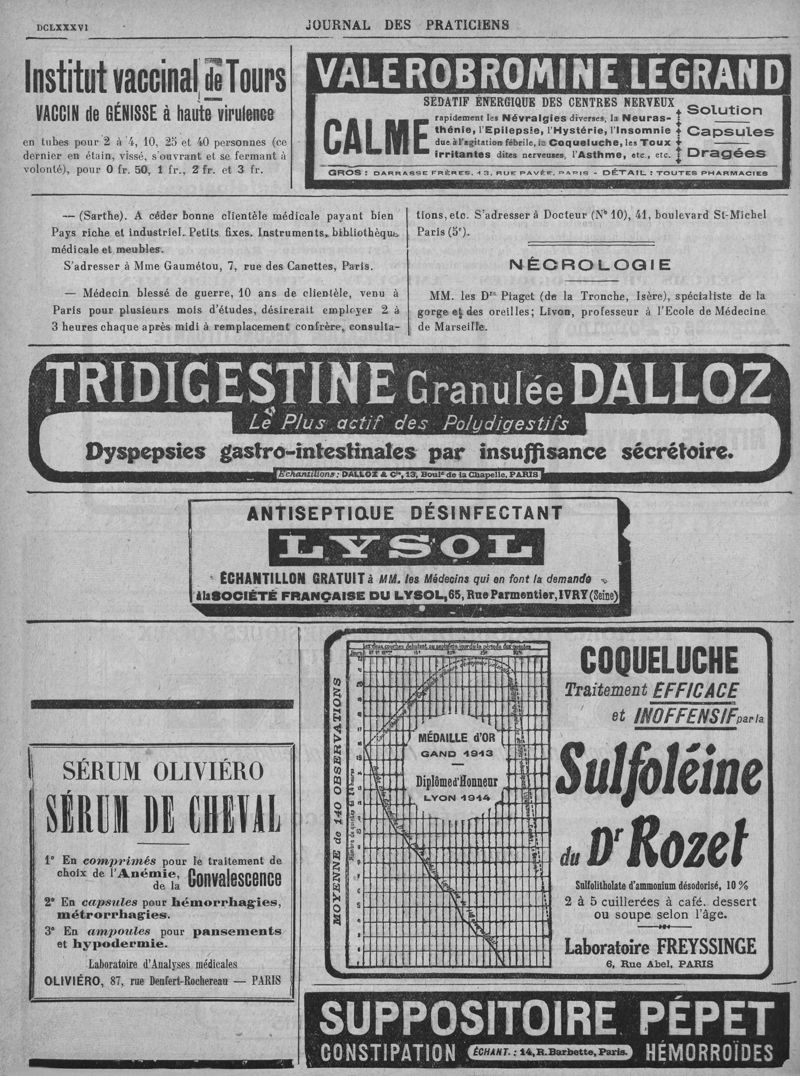 DCLXXXVI
JOURNAL DES PRATICIENS
Institut vaccinal de Tours
VACCIN de GÉNISSE à haute virulence
en tubes pour 2 à 4, 10, 25 et 40 personnes (ce
dernier en étain, vissé, s'ouvrant et se fermant à
volonté), pour 0 fr. 50, 1 fr., 2 fr. et 3 fr.
VALEROBROMINE LEGRAND
SÉDATIF ÉNERGIQUE DES CENTRES NERVEUX
CALME
rapidement les Névralgies diverses, la Neuras-
thénie, l'Epilepsie, l'Hystérie, l'Insomnie
due à l'agitation fébrile, la Coqueluche, les Toux
irritantes dites nerveuses, l'Asthme, etc., etc.
Solution
Capsules
Dragées
GROS : DARRASSE FRÈRES, 13, RUE PAVÉE, PARIS - DÉTAIL : TOUTES PHARMACIES
— (Sarthe). A céder bonne clientèle médicale payant bien
Pays riche et industriel. Petits fixes. Instruments, bibliothèque
médicale et meubles.
S'adresser à Mme Gaumétou, 7, rue des Canettes, Paris.
— Médecin blessé de guerre, 10 ans de clientèle, venu à
Paris pour plusieurs mois d'études, désirerait employer 2 à
3 heures chaque après midi à remplacement confrère, consulta-
tions, etc. S'adresser à Docteur (Nº 10), 41, boulevard St-Michel
Paris (5e).
NÉCROLOGIE
MM. les Drs Piaget (de la Tronche, Isère), spécialiste de la
gorge et des oreilles; Livon, professeur à l'Ecole de Médecine
de Marseille.
TRIDIGESTINE Granulée DALLOZ
Le Plus actif des Polydigestifs
Dyspepsies gastro-intestinales par insuffisance sécrétoire.
Echantillons : DALLOZ & Cie, 13, Bould de la Chapelle, PARIS
ANTISEPTIQUE DÉSINFECTANT
LYSOL
ÉCHANTILLON GRATUIT à MM. les Médecins qui en font la demande
à la SOCIÉTÉ FRANÇAISE DU LYSOL, 65, Rue Parmentier, IVRY (Seine)
SÉRUM OLIVIÉRO
SÉRUM DE CHEVAL
1º En comprimés pour le traitement de
choix de l'Anémie, de la Convalescence
2º En capsules pour hémorrhagies,
métrorrhagies.
3º En ampoules pour pansements
et hypodermie.
Laboratoire d'Analyses médicales
OLIVIÉRO, 87, rue Denfert-Rochereau — PARIS
MOYENNE de 140 OBSERVATIONS
MÉDAILLE d'OR
GAND 1913
Diplôme d'Honneur
LYON 1914
COQUELUCHE
Traitement EFFICACE
et INOFFENSIF par la
Sulfoléine
du Dr Rozet
Sulfolitholate d'ammonium désodorisé, 10 %
2 à 5 cuillerées à café, dessert
ou soupe selon l'âge.
Laboratoire FREYSSINGE
6, Rue Abel, PARIS
SUPPOSITOIRE PÉPET
CONSTIPATION
ÉCHANT. : 14, R. Barbette, Paris.
HÉMORROÏDES